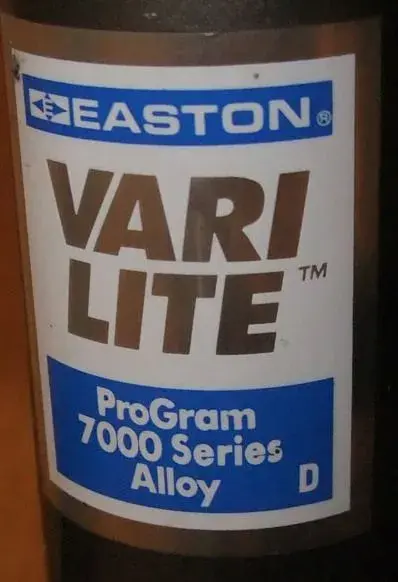 E EASTON®
VARI
LITE™
ProGram
7000 Series
Alloy D